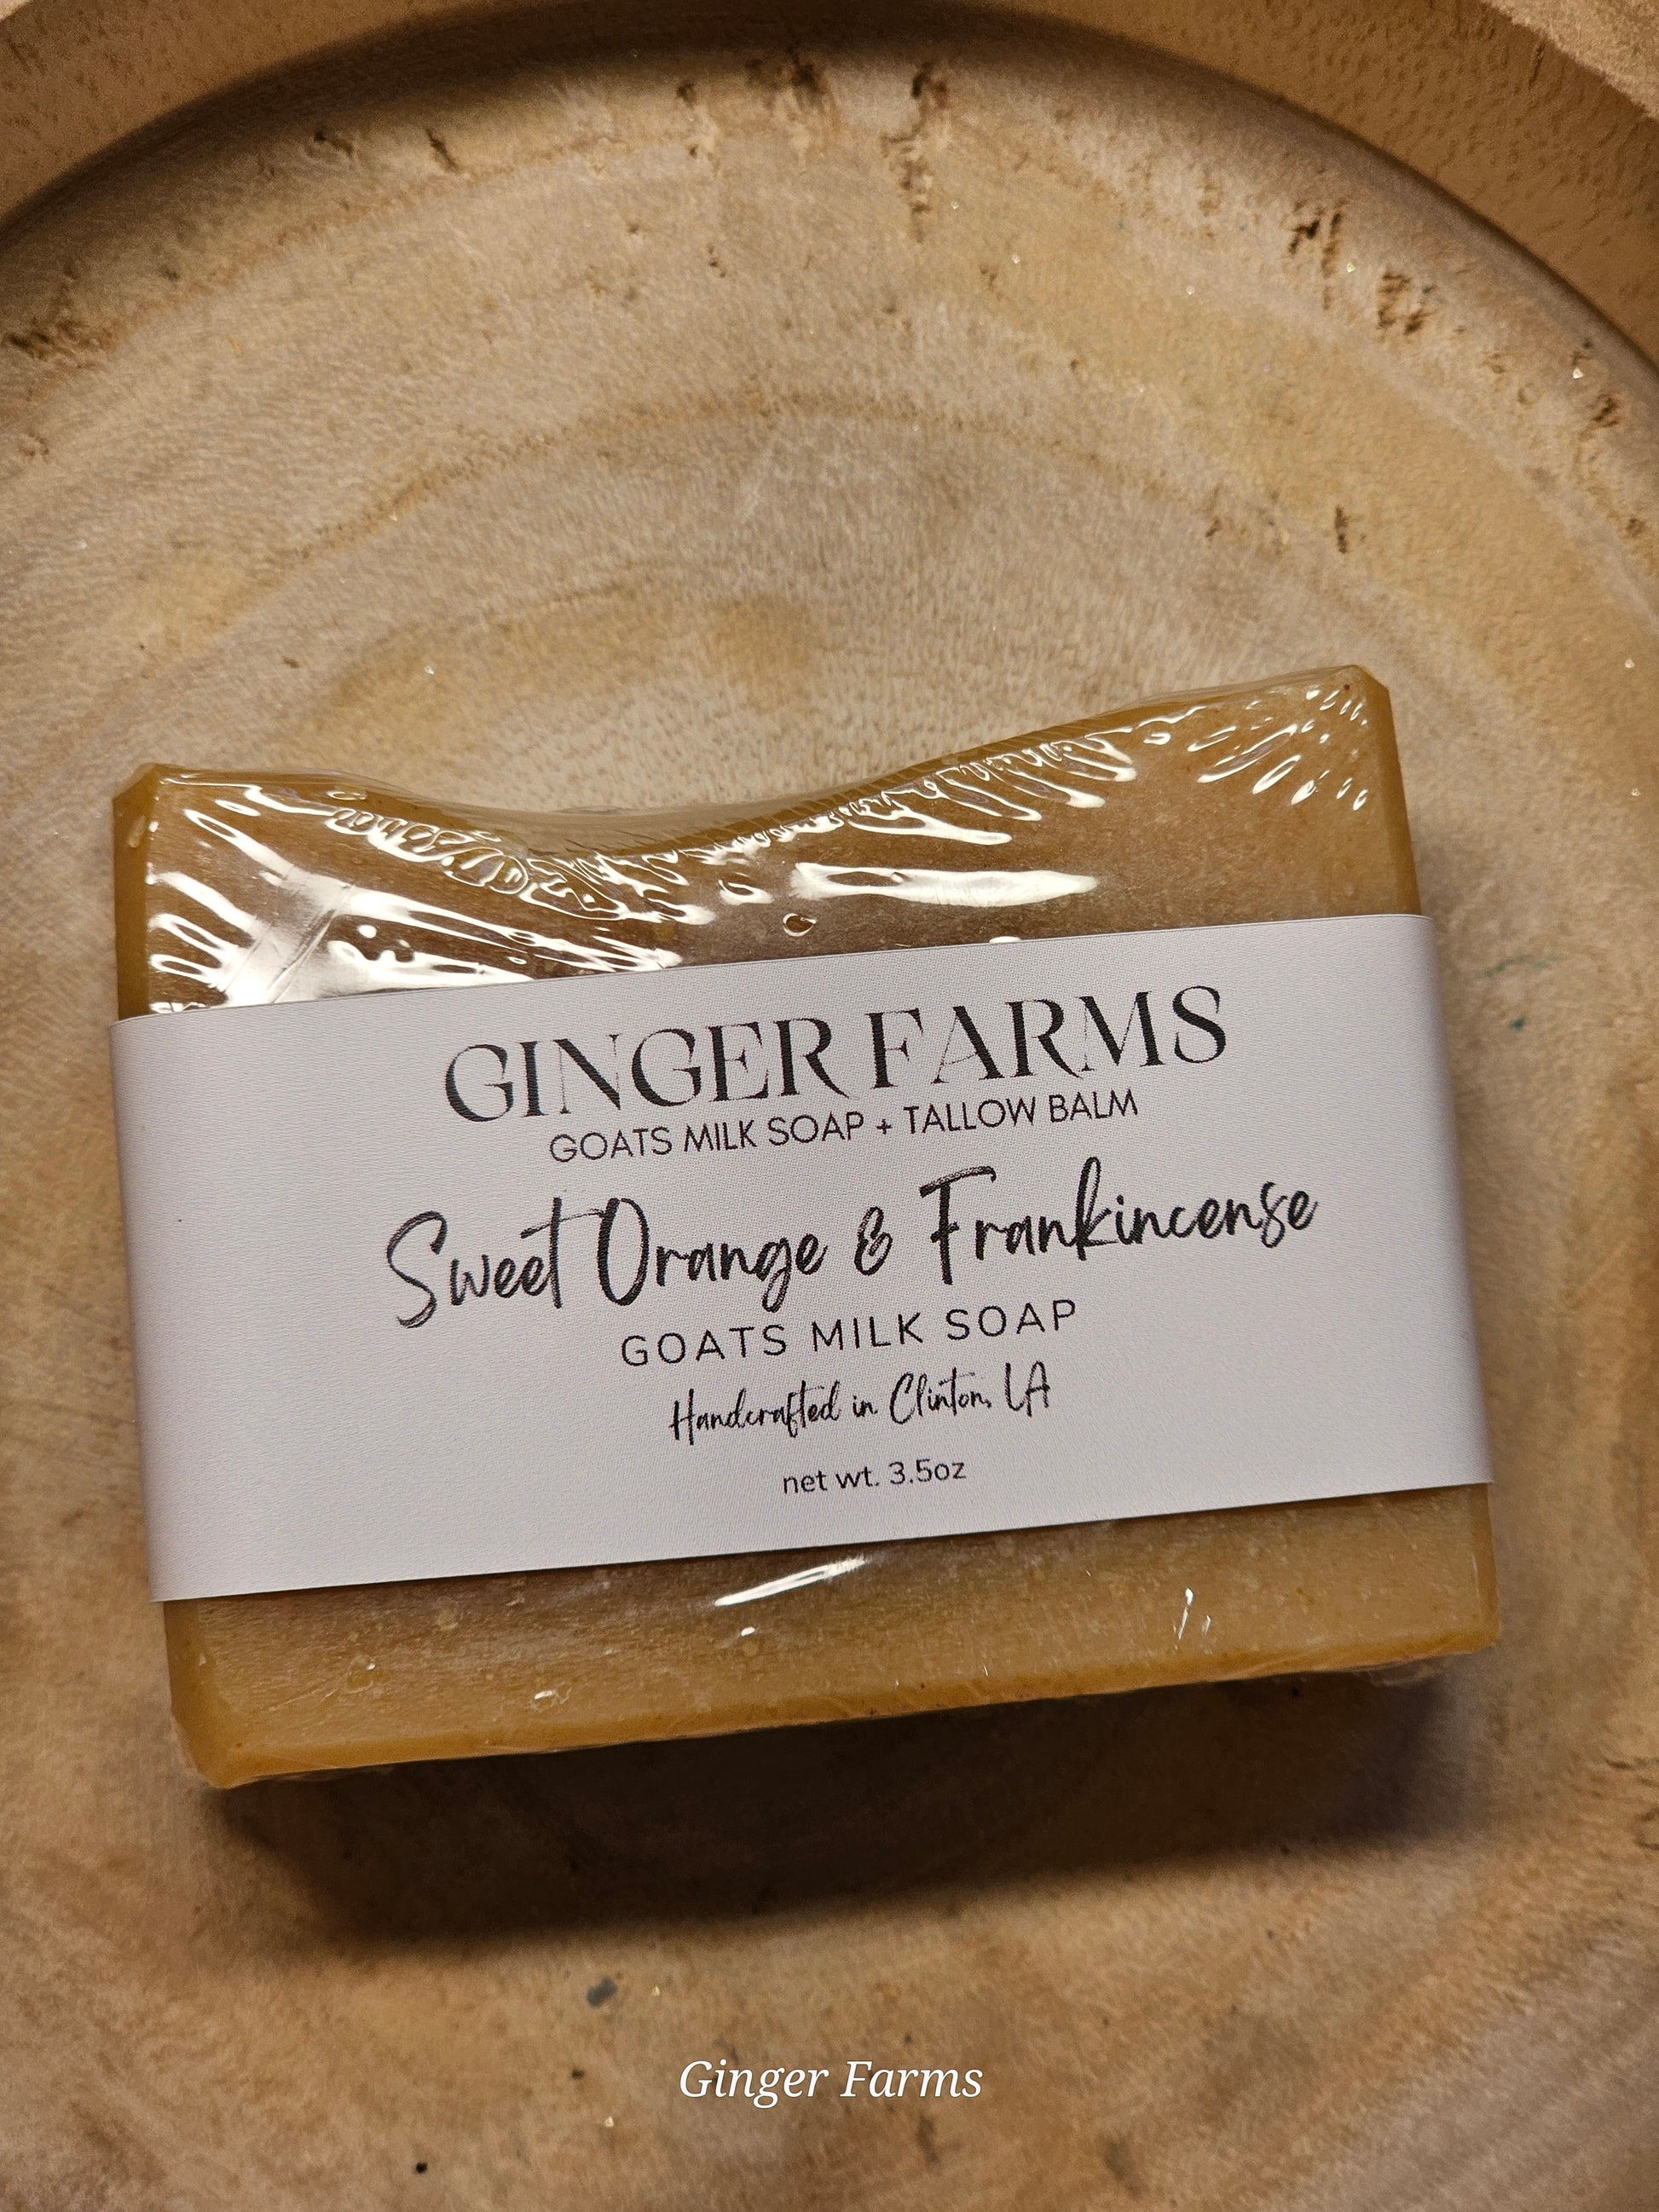 GINGER FARMS
GOATS MILK SOAP + TALLOW BALM
Sweet Orange & Frankincense
GOATS MILK SOAP
Handcrafted in Clinton, LA
net wt. 3.5oz
Ginger Farms